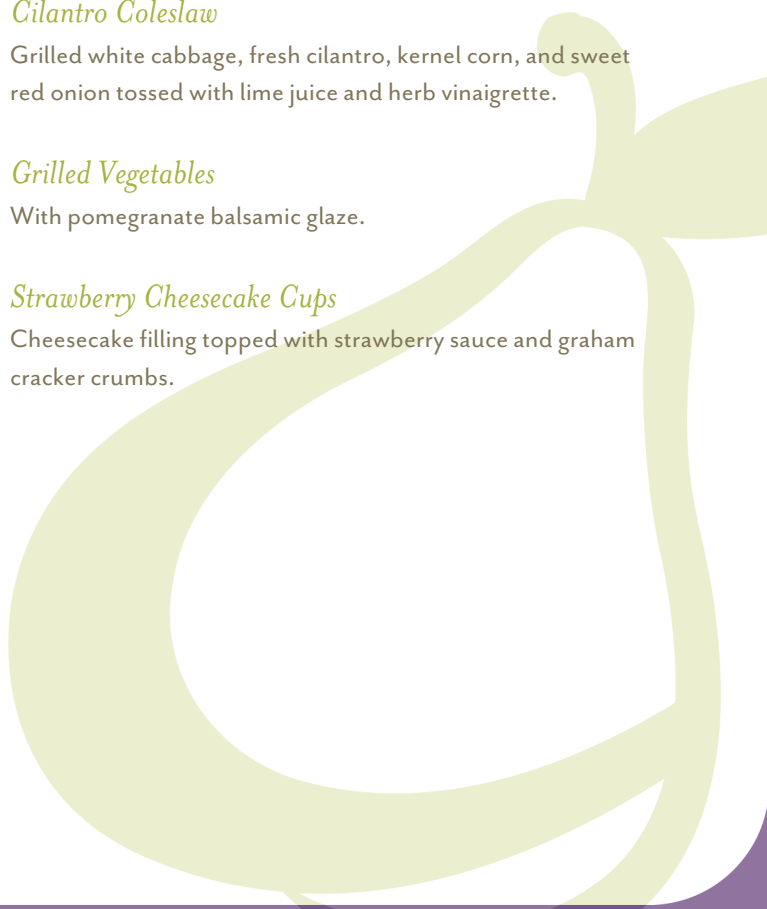 Cilantro Coleslaw
Grilled white cabbage, fresh cilantro, kernel corn, and sweet
red onion tossed with lime juice and herb vinaigrette.
Grilled Vegetables
With pomegranate balsamic glaze.
Strawberry Cheesecake Cups
Cheesecake filling topped with strawberry sauce and graham
cracker crumbs.